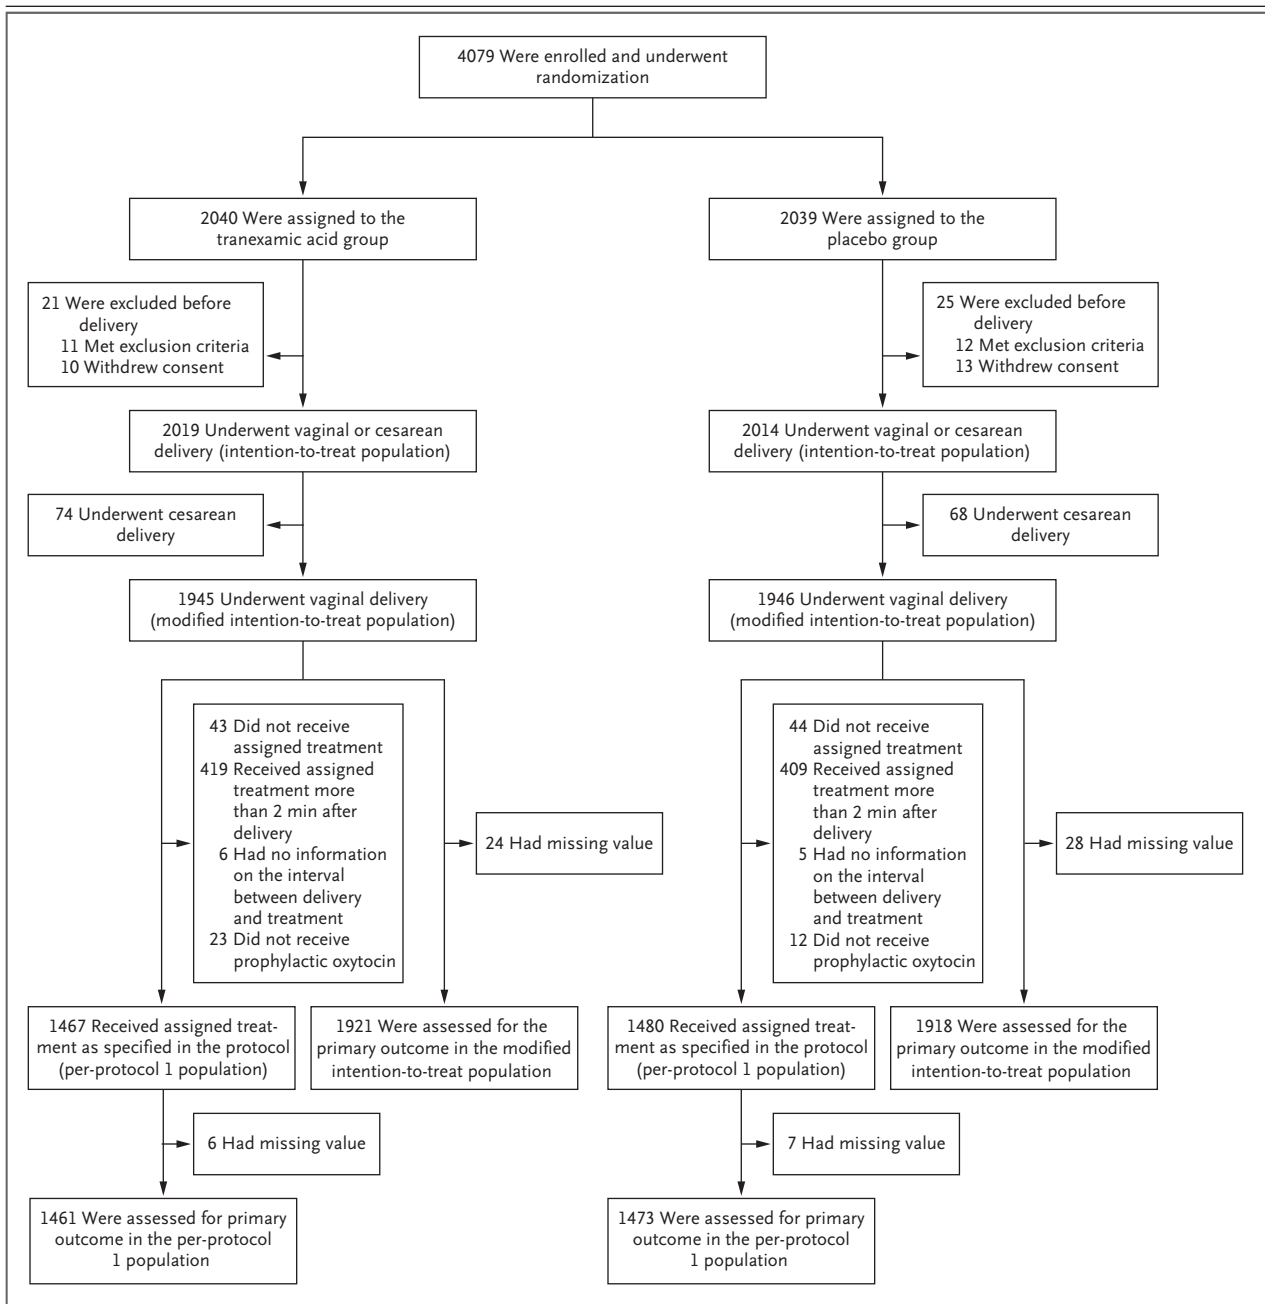 4079 Were enrolled and underwent
randomization
2040 Were assigned to the
tranexamic acid group
2039 Were assigned to the
placebo group
21 Were excluded before
delivery
11 Met exclusion criteria
10 Withdrew consent
25 Were excluded before
delivery
12 Met exclusion criteria
13 Withdrew consent
2019 Underwent vaginal or cesarean
delivery (intention-to-treat population)
2014 Underwent vaginal or cesarean
delivery (intention-to-treat population)
74 Underwent cesarean
delivery
68 Underwent cesarean
delivery
1945 Underwent vaginal delivery
(modified intention-to-treat population)
1946 Underwent vaginal delivery
(modified intention-to-treat population)
43 Did not receive
assigned treatment
419 Received assigned
treatment more
than 2 min after
delivery
6 Had no information
on the interval
between delivery
and treatment
23 Did not receive
prophylactic oxytocin
24 Had missing value
44 Did not receive
assigned treatment
409 Received assigned
treatment more
than 2 min after
delivery
5 Had no information
on the interval
between delivery
and treatment
12 Did not receive
prophylactic oxytocin
28 Had missing value
1467 Received assigned treat-
ment as specified in the protocol
(per-protocol 1 population)
1921 Were assessed for the
primary outcome in the modified
intention-to-treat population
1480 Received assigned treat-
ment as specified in the protocol
(per-protocol 1 population)
1918 Were assessed for the
primary outcome in the modified
intention-to-treat population
6 Had missing value
7 Had missing value
1461 Were assessed for primary
outcome in the per-protocol
1 population
1473 Were assessed for primary
outcome in the per-protocol
1 population